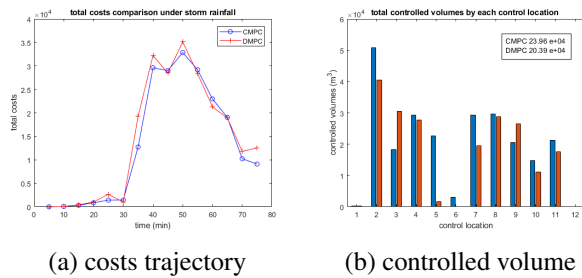 total costs comparison under storm rainfall
×10⁴
4
3.5
3
2.5
2
1.5
1
0.5
0
total costs
0 10 20 30 40 50 60 70 80
time (min)
CMPC
DMPC
(a) costs trajectory
total controlled volumes by each control location
×10⁴
6
5
4
3
2
1
0
controlled volumes (m³)
1 2 3 4 5 6 7 8 9 10 11 12
control location
CMPC 23.96 e+04
DMPC 20.39 e+04
(b) controlled volume